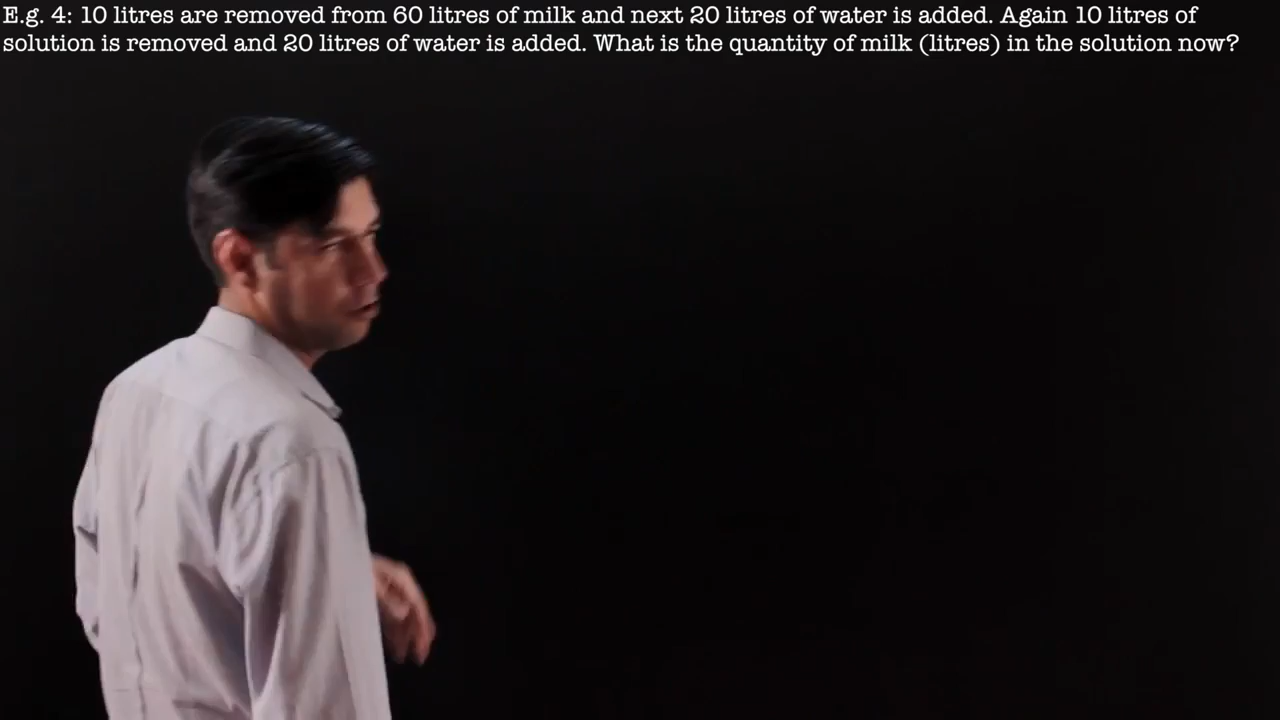 E.g. 4: 10 litres are removed from 60 litres of milk and next 20 litres of water is added. Again 10 litres of
solution is removed and 20 litres of water is added. What is the quantity of milk (litres) in the solution now?